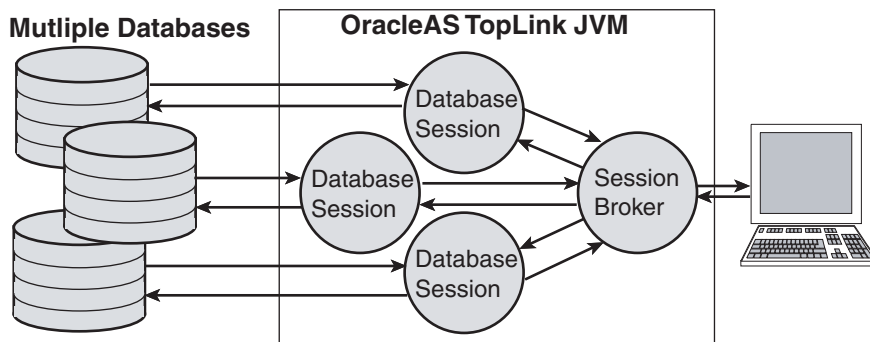 Mutliple Databases
OracleAS TopLink JVM
Database
Session
Database
Session
Session
Broker
Database
Session